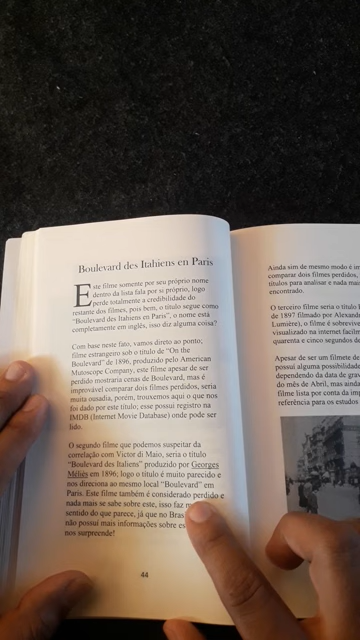 Boulevard des Itahiens en Paris
Este filme somente por seu próprio nome
dentro da lista fala por si próprio, logo
perde totalmente a credibilidade do
restante dos filmes, pois bem, o título segue como
"Boulevard des Itahiens en Paris", o nome está
completamente em inglês, isso diz alguma coisa?
Com base neste fato, vamos direto ao ponto;
filme estrangeiro sob o título de "On the
Boulevard" de 1896, produzido pelo American
Mutoscope Company, este filme apesar de ser
perdido mostraria cenas de Boulevard, mas é
improvável comparar dois filmes perdidos, seria
muita ousadia, porém, trouxemos aqui o que nos
foi dado por este título; esse possui registro na
IMDB (Internet Movie Database) onde pode ser
lido.
O segundo filme que podemos suspeitar da
correlação com Victor di Maio, seria o título
"Boulevard des Italiens" produzido por Georges
Méliès em 1896; logo o título é muito parecido e
nos direciona ao mesmo local "Boulevard" em
Paris. Este filme também é considerado perdido e
nada mais se sabe sobre este, isso faz
sentido do que parece, já que no Bras
não possui mais informações sobre es
nos surpreende!
44
Ainda sim de mesmo modo é im
comparar dois filmes perdidos,
títulos para analisar e nada mai
encontrado.
O terceiro filme seria o título
de 1897 filmado por Alexand
Lumière), o filme é sobrevive
visualizado na internet facilm
quarenta e cinco segundos de
Apesar de ser um filmete de
possui alguma possibilidade
dependendo da data de grav
do mês de Abril, mas ainda
filme lista por conta da imp
referência para os estudos